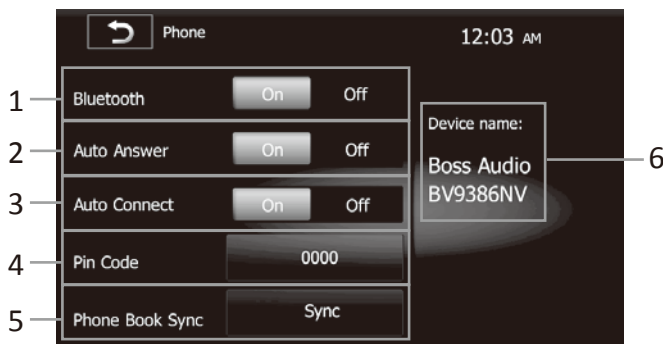 Phone
12:03 AM
1
Bluetooth
On
Off
2
Auto Answer
On
Off
3
Auto Connect
On
Off
4
Pin Code
0000
5
Phone Book Sync
Sync
Device name:
Boss Audio
BV9386NV
6